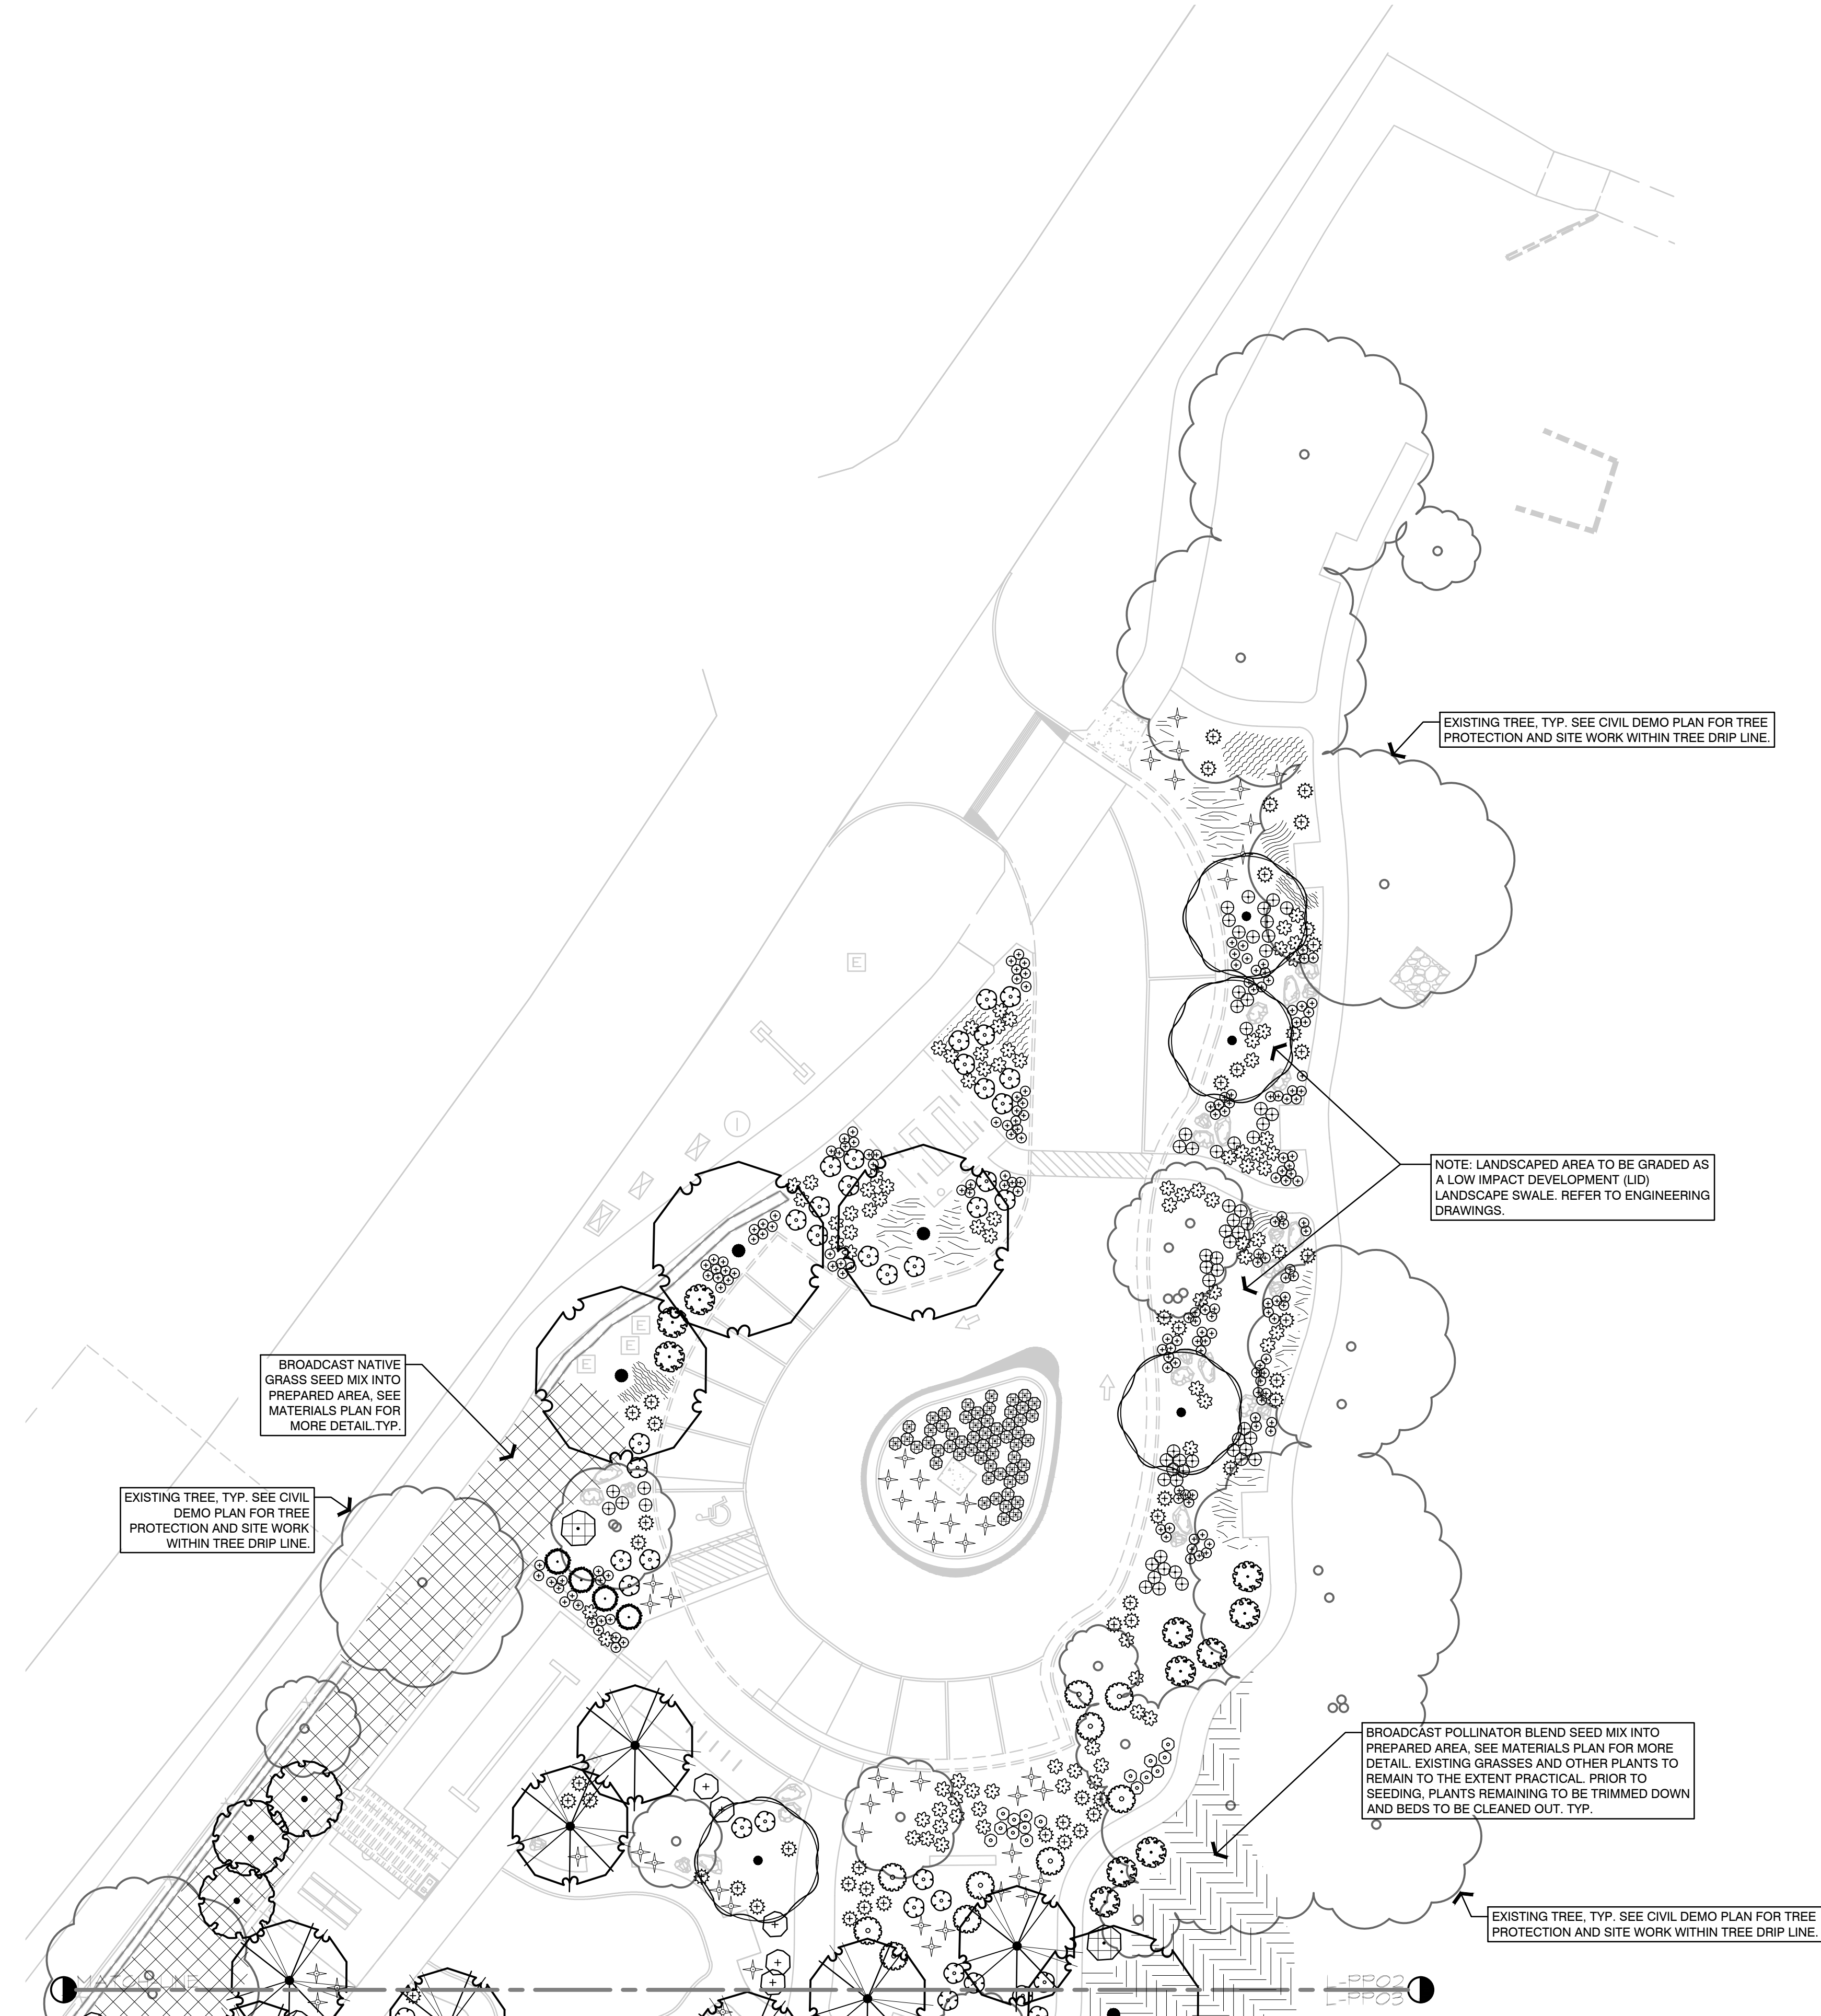 EXISTING TREE, TYP. SEE CIVIL DEMO PLAN FOR TREE
PROTECTION AND SITE WORK WITHIN TREE DRIP LINE.
E
NOTE: LANDSCAPED AREA TO BE GRADED AS
A LOW IMPACT DEVELOPMENT (LID)
LANDSCAPE SWALE. REFER TO ENGINEERING
DRAWINGS.
E
E
E
BROADCAST NATIVE
GRASS SEED MIX INTO
PREPARED AREA, SEE
MATERIALS PLAN FOR
MORE DETAIL.TYP.
EXISTING TREE, TYP. SEE CIVIL
DEMO PLAN FOR TREE
PROTECTION AND SITE WORK
WITHIN TREE DRIP LINE.
BROADCAST POLLINATOR BLEND SEED MIX INTO
PREPARED AREA, SEE MATERIALS PLAN FOR MORE
DETAIL. EXISTING GRASSES AND OTHER PLANTS TO
REMAIN TO THE EXTENT PRACTICAL. PRIOR TO
SEEDING, PLANTS REMAINING TO BE TRIMMED DOWN
AND BEDS TO BE CLEANED OUT. TYP.
EXISTING TREE, TYP. SEE CIVIL DEMO PLAN FOR TREE
PROTECTION AND SITE WORK WITHIN TREE DRIP LINE.
MATCH LINE
L-PP02
L-PP03